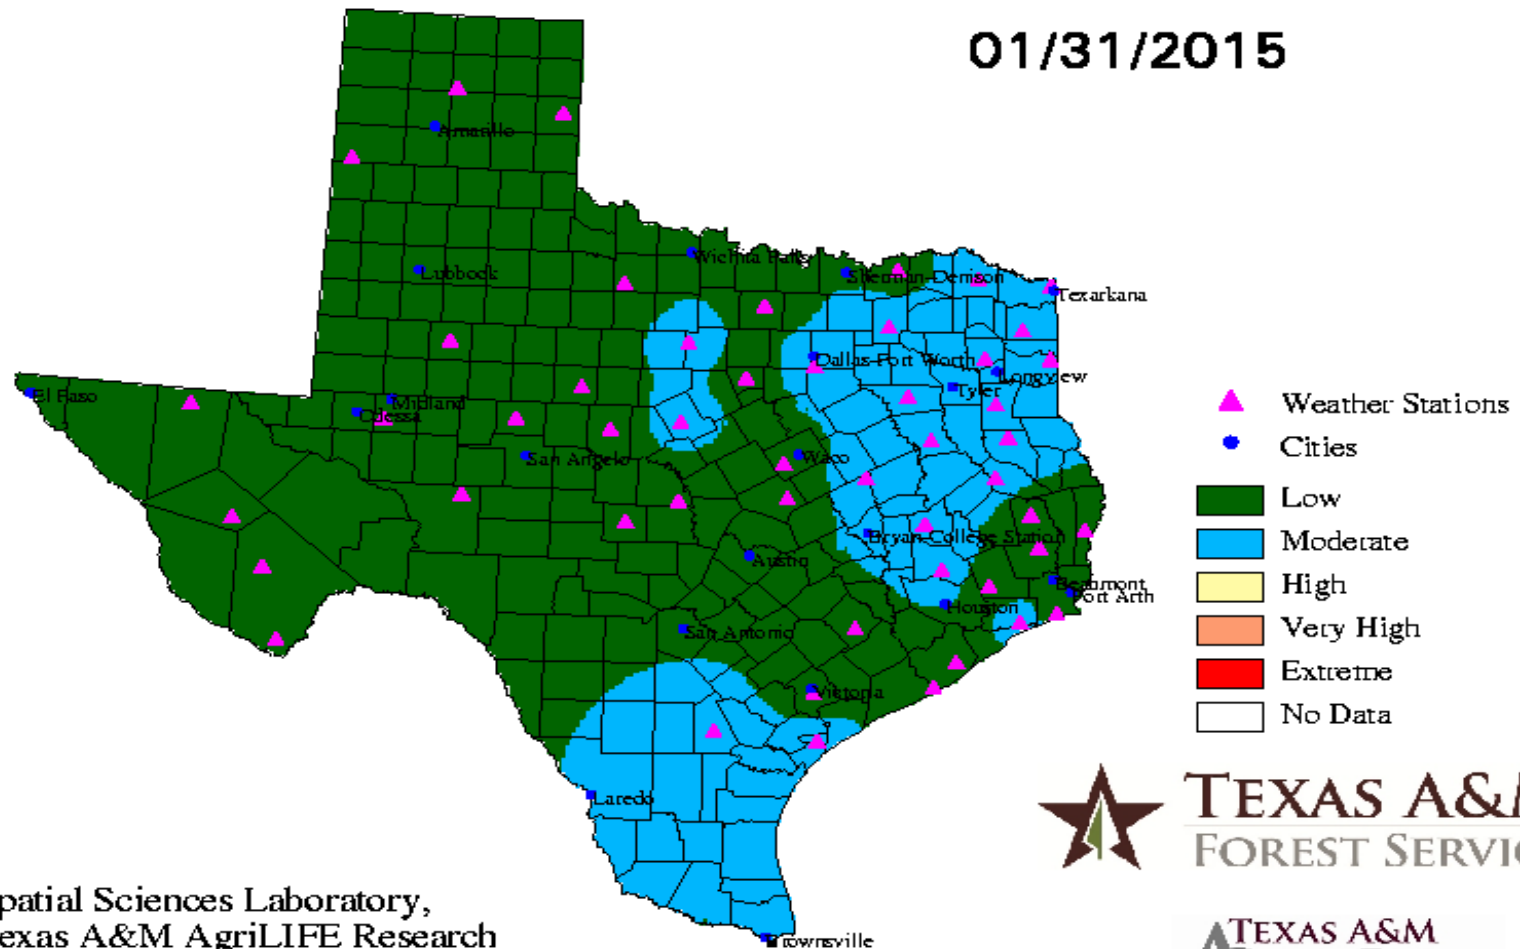 01/31/2015
Amarillo
Wichita Falls
Lubbock
Sherman-Denison
Texarkana
Dallas-Fort Worth
Longview
Tyler
El Paso
Midland
Odessa
San Angelo
Waco
Bryan-College Station
Austin
Beaumont
Port Arth
Houston
San Antonio
Victoria
Laredo
Brownsville
Weather Stations
Cities
Low
Moderate
High
Very High
Extreme
No Data
TEXAS A&M
FOREST SERVIC
patial Sciences Laboratory,
exas A&M AgriLIFE Research
TEXAS A&M